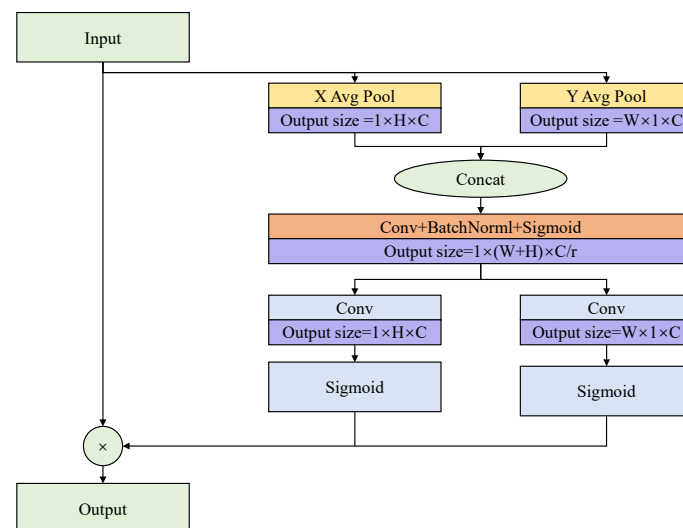 Input
X Avg Pool
Output size =1×H×C
Y Avg Pool
Output size=W×1×C
Concat
Conv+BatchNorml+Sigmoid
Output size=1×(W+H)×C/r
Conv
Output size=1×H×C
Conv
Output size=W×1×C
Sigmoid
Sigmoid
×
Output